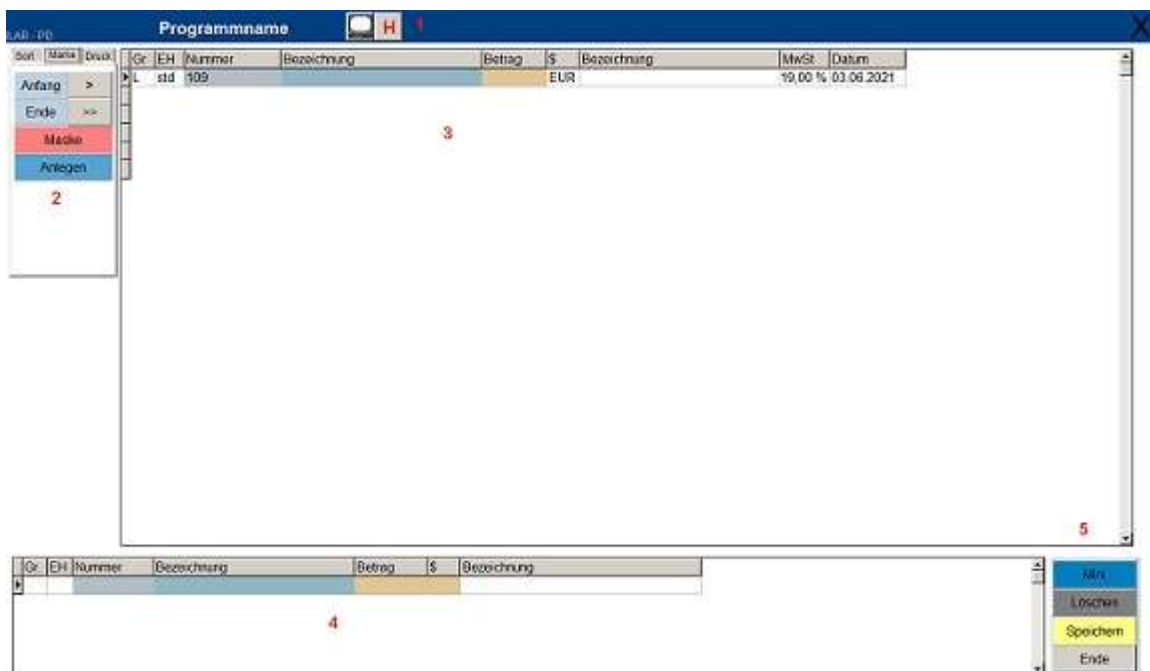 LAR - PD Programmname H 1 X
Sort Marke Druck
Gr EH Nummer Bezeichnung Betrag $ Bezeichnung MwSt Datum
L std 109 EUR 19,00 % 03.06.2021
Anfang >
Ende >>
Maske
Anlegen
2
3
5
Gr. EH Nummer Bezeichnung Betrag $ Bezeichnung
4
Mini
Löschen
Speichern
Ende